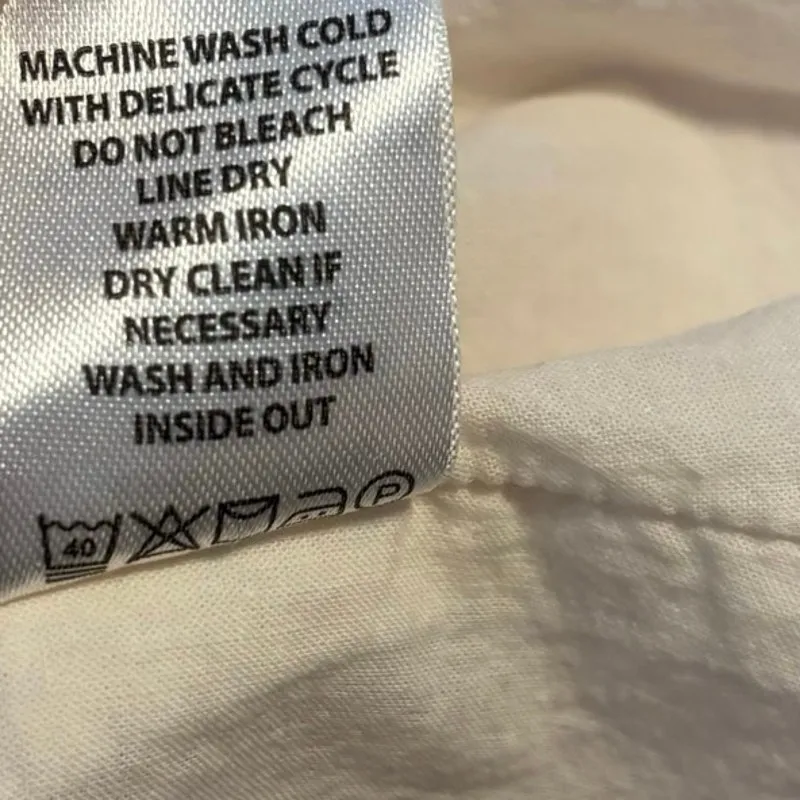 MACHINE WASH COLD
WITH DELICATE CYCLE
DO NOT BLEACH
LINE DRY
WARM IRON
DRY CLEAN IF
NECESSARY
WASH AND IRON
INSIDE OUT
40 P